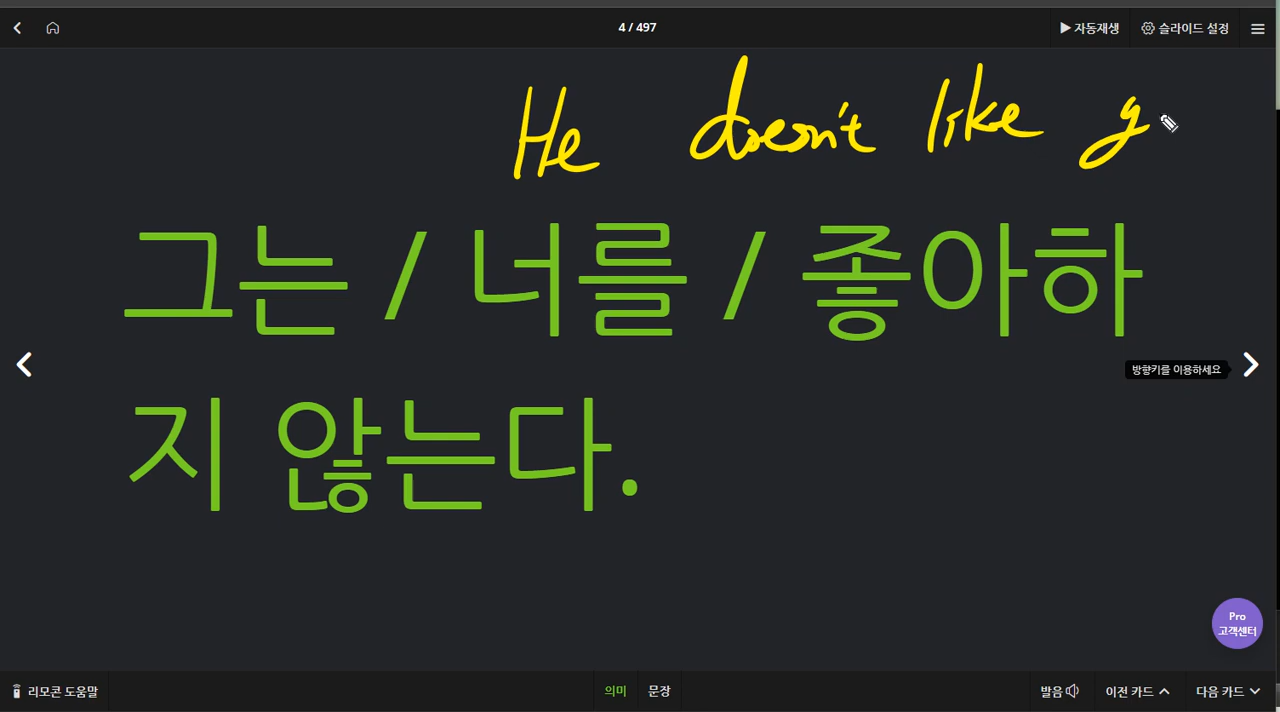 4 / 497
▶ 자동재생
슬라이드 설정
He doesn't like y
그는 / 너를 / 좋아하
지 않는다.
방향키를 이용하세요
Pro
고객센터
리모콘 도움말
의미
문장
발음
이전 카드
다음 카드